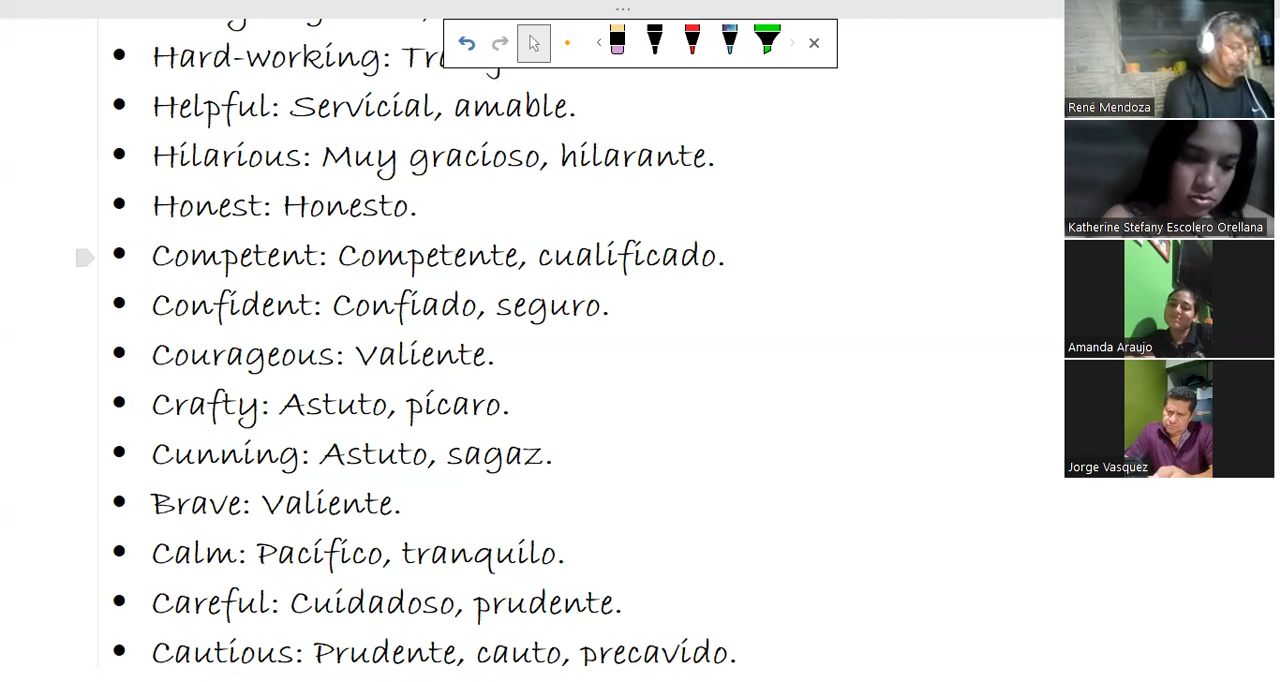 Hard-working:
Helpful: Servicial, amable.
Hilarious: Muy gracioso, hilarante.
Honest: Honesto.
Competent: Competente, cualificado.
Confident: Confiado, seguro.
Courageous: Valiente.
Crafty: Astuto, pícaro.
Cunning: Astuto, sagaz.
Brave: Valiente.
Calm: Pacífico, tranquilo.
Careful: Cuidadoso, prudente.
Cautious: Prudente, cauto, precavido.
René Mendoza
Katherine Stefany Escolero Orellana
Amanda Araujo
Jorge Vasquez